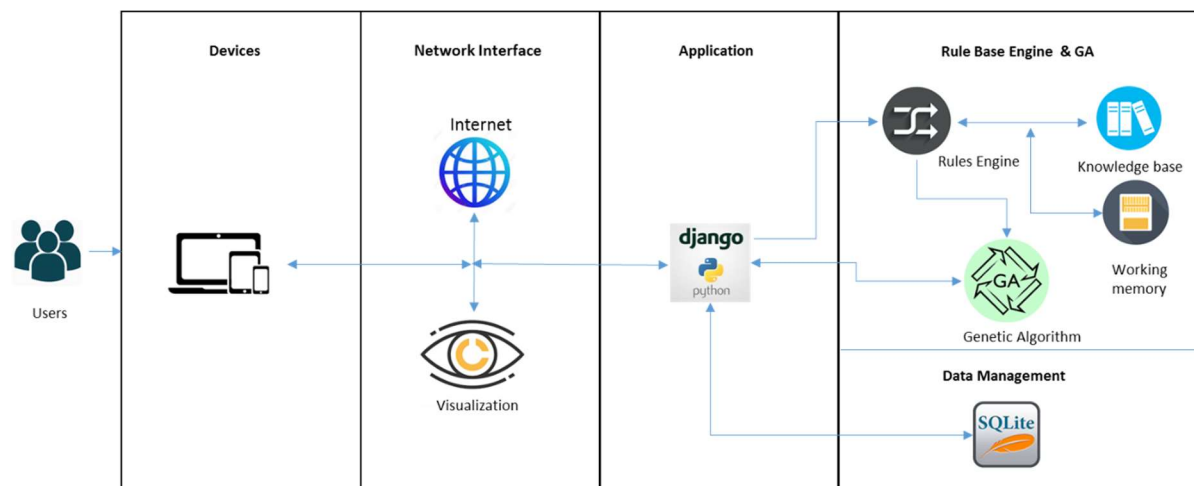 Devices
Network Interface
Application
Rule Base Engine & GA
Internet
Rules Engine
Knowledge base
Users
django
python
GA
Working
memory
Genetic Algorithm
Visualization
Data Management
SQLite